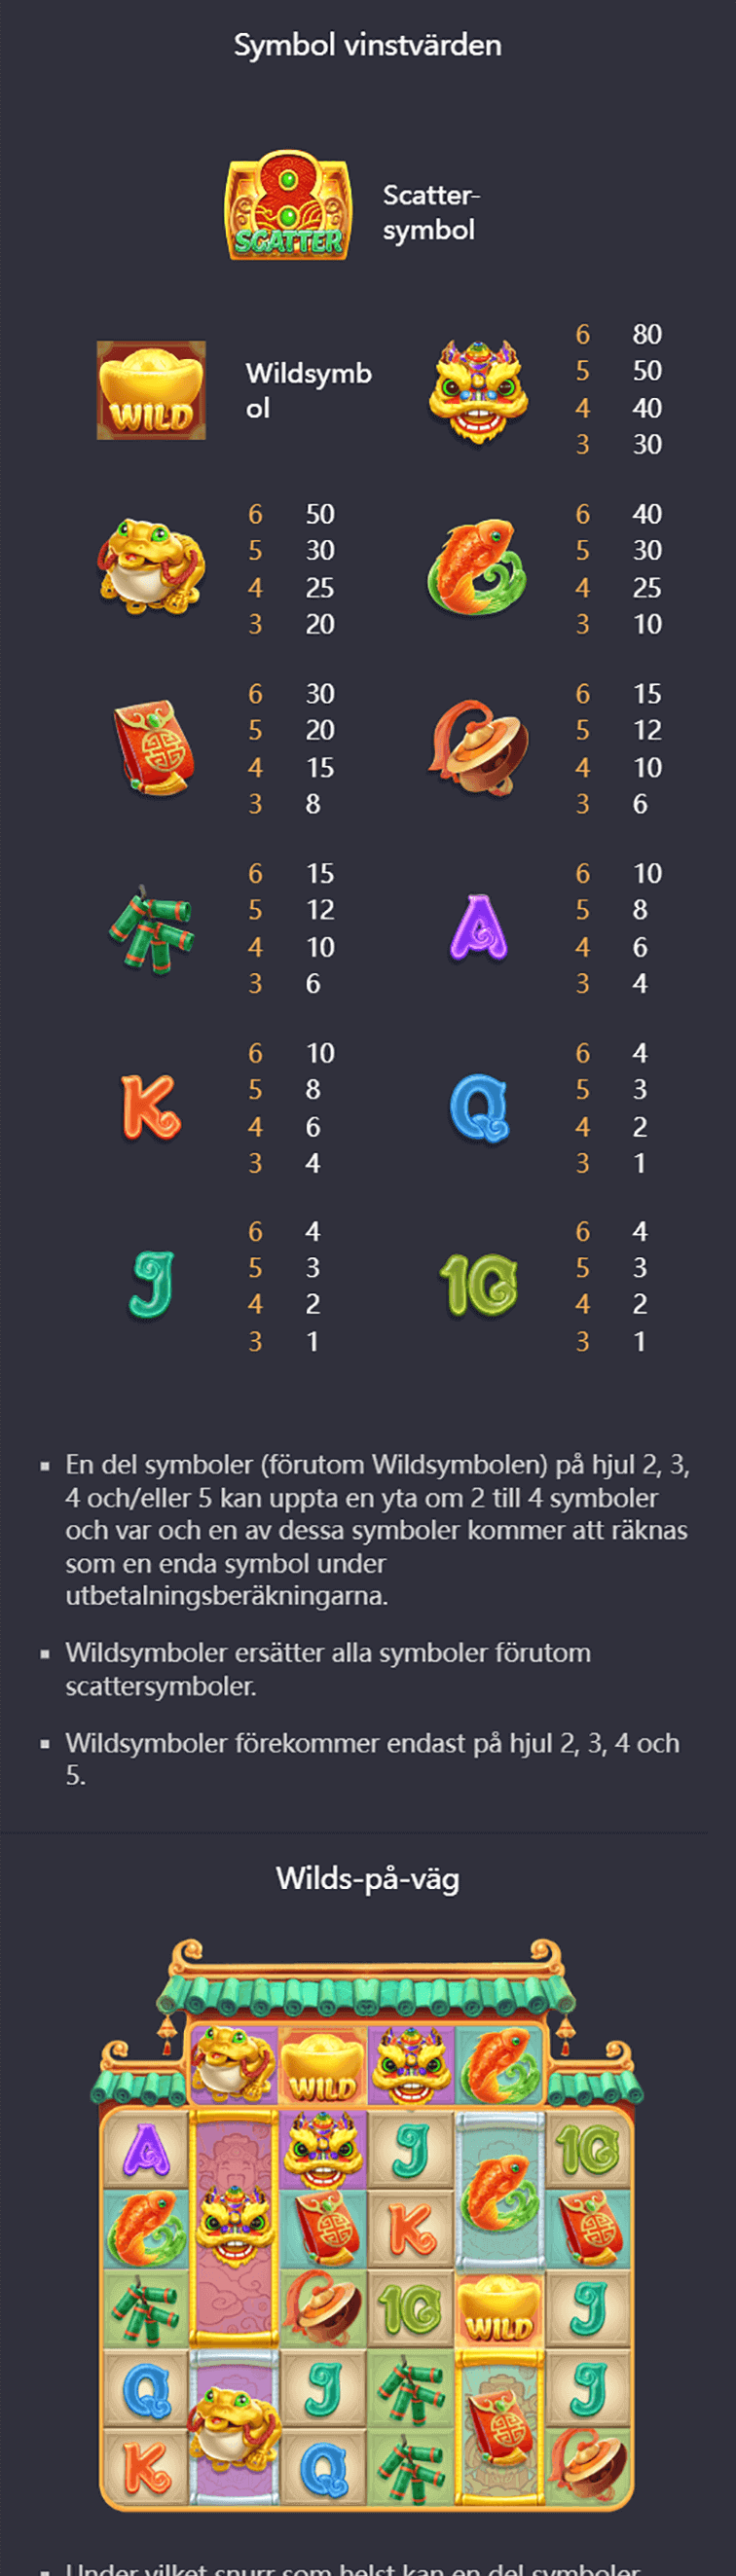 Symbol vinstvärden
SCATTER
Scatter-
symbol
WILD
Wildsymb
ol
6 80
5 50
4 40
3 30
6 50
5 30
4 25
3 20
6 40
5 30
4 25
3 10
6 30
5 20
4 15
3 8
6 15
5 12
4 10
3 6
6 15
5 12
4 10
3 6
A
6 10
5 8
6 4
4 6
3 4
K
6 10
5 8
4 6
3 4
Q
6 4
5 3
4 2
3 1
J
6 4
5 3
4 2
3 1
10
6 4
5 3
4 2
3 1
▪ En del symboler (förutom Wildsymbolen) på hjul 2, 3,
4 och/eller 5 kan uppta en yta om 2 till 4 symboler
och var och en av dessa symboler kommer att räknas
som en enda symbol under
utbetalningsberäkningarna.
▪ Wildsymboler ersätter alla symboler förutom
scattersymboler.
▪ Wildsymboler förekommer endast på hjul 2, 3, 4 och
5.
Wilds-på-väg
WILD
A J 10
K
10 WILD J
Q J J
K Q
▪ Under vilket snurr som helst kan en del symboler